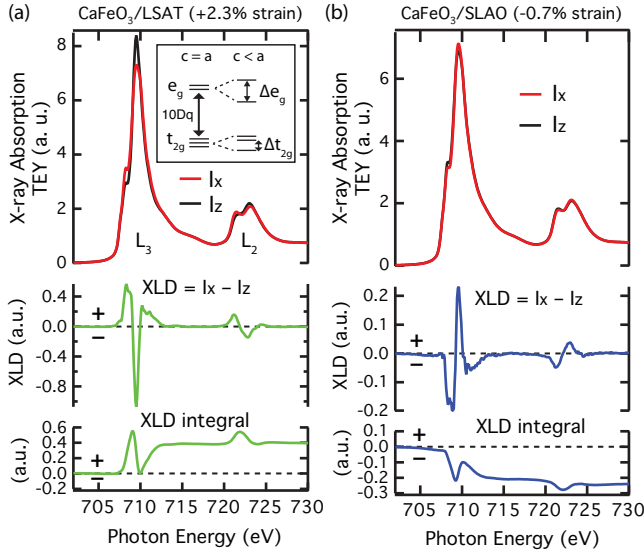 (a)
CaFeO3/LSAT (+2.3% strain)
X-ray Absorption
TEY (a. u.)
8
6
4
2
0
c = a
c < a
eg
Δeg
10Dq
t2g
Δt2g
Ix
Iz
L3
L2
XLD = Ix − Iz
XLD (a.u.)
0.4
0.0
-0.4
-0.8
+
−
XLD integral
(a.u.)
0.6
0.4
0.2
0.0
-0.2
+
−
705
710
715
720
725
730
Photon Energy (eV)
(b)
CaFeO3/SLAO (-0.7% strain)
X-ray Absorption
TEY (a. u.)
6
4
2
0
Ix
Iz
XLD = Ix − Iz
XLD (a.u.)
0.2
0.1
0.0
-0.1
0.2
+
−
XLD integral
(a.u.)
0.1
0.0
-0.1
-0.2
-0.3
+
−
705
710
715
720
725
730
Photon Energy (eV)